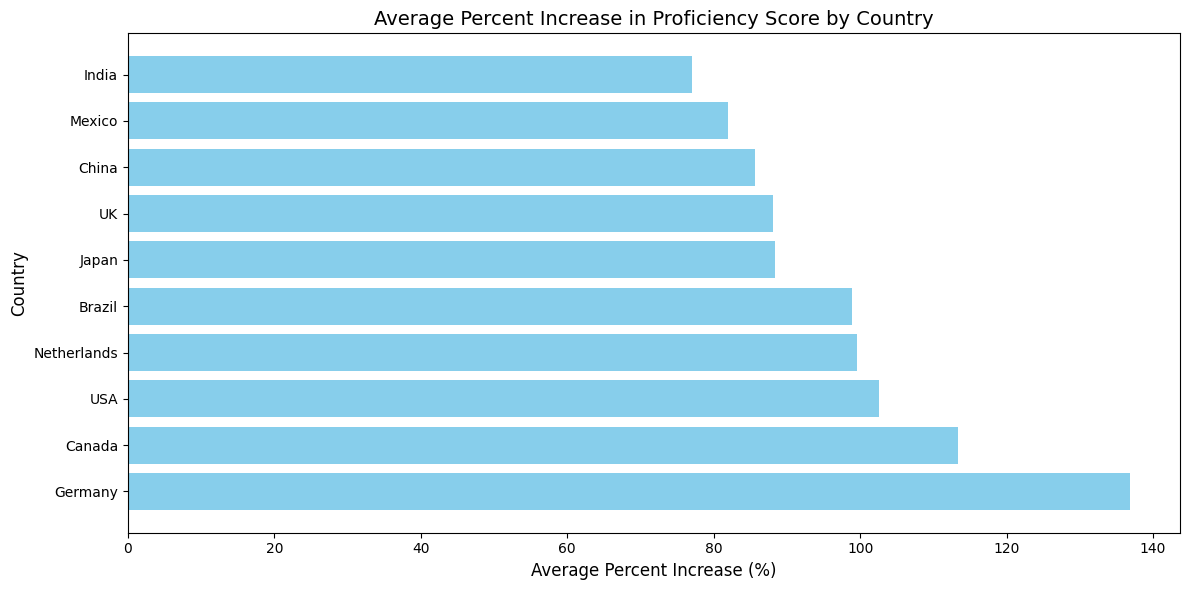 Average Percent Increase in Proficiency Score by Country
Country
India
Mexico
China
UK
Japan
Brazil
Netherlands
USA
Canada
Germany
0 20 40 60 80 100 120 140
Average Percent Increase (%)